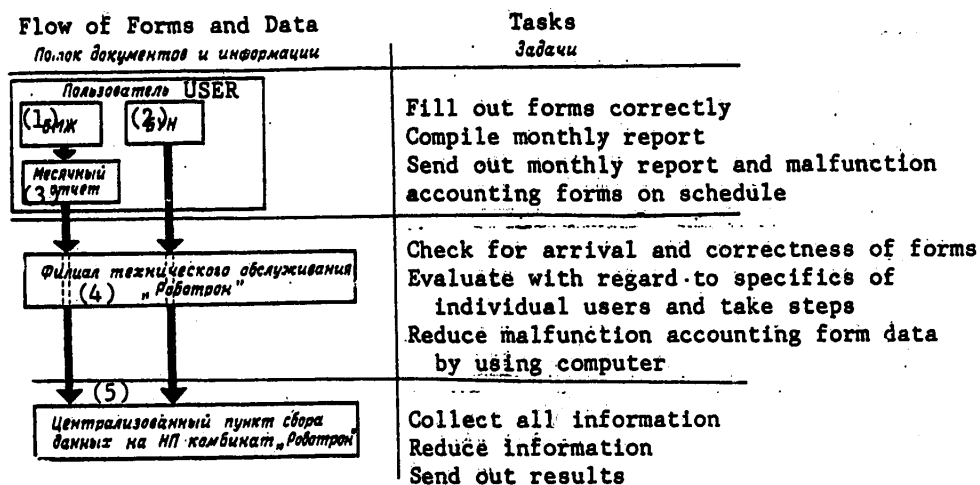 Flow of Forms and Data
Поток документов и информации
Tasks
Задачи
Пользователь USER
(1) БМЖ
(2)
Месячный
(3) отчет
Fill out forms correctly
Compile monthly report
Send out monthly report and malfunction
accounting forms on schedule
Филиал технического обслуживания
(4) „Роботрон"
Check for arrival and correctness of forms
Evaluate with regard to specifics of
individual users and take steps
Reduce malfunction accounting form data
by using computer
(5)
Централизованный пункт сбора
данных на НП комбинат „Роботрон"
Collect all information
Reduce information
Send out results